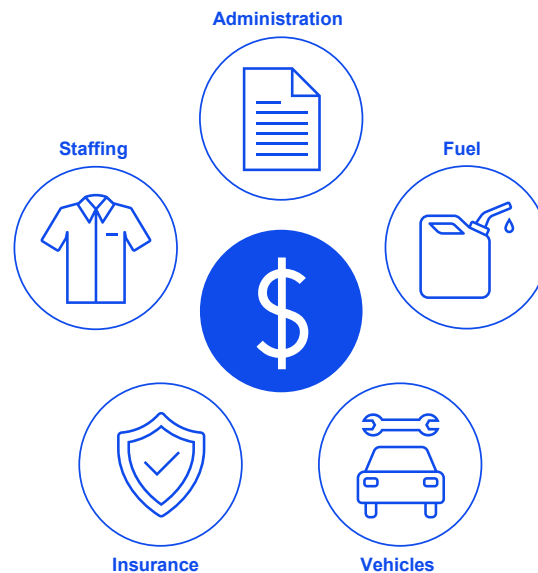 Administration
Staffing
Fuel
$
Insurance
Vehicles